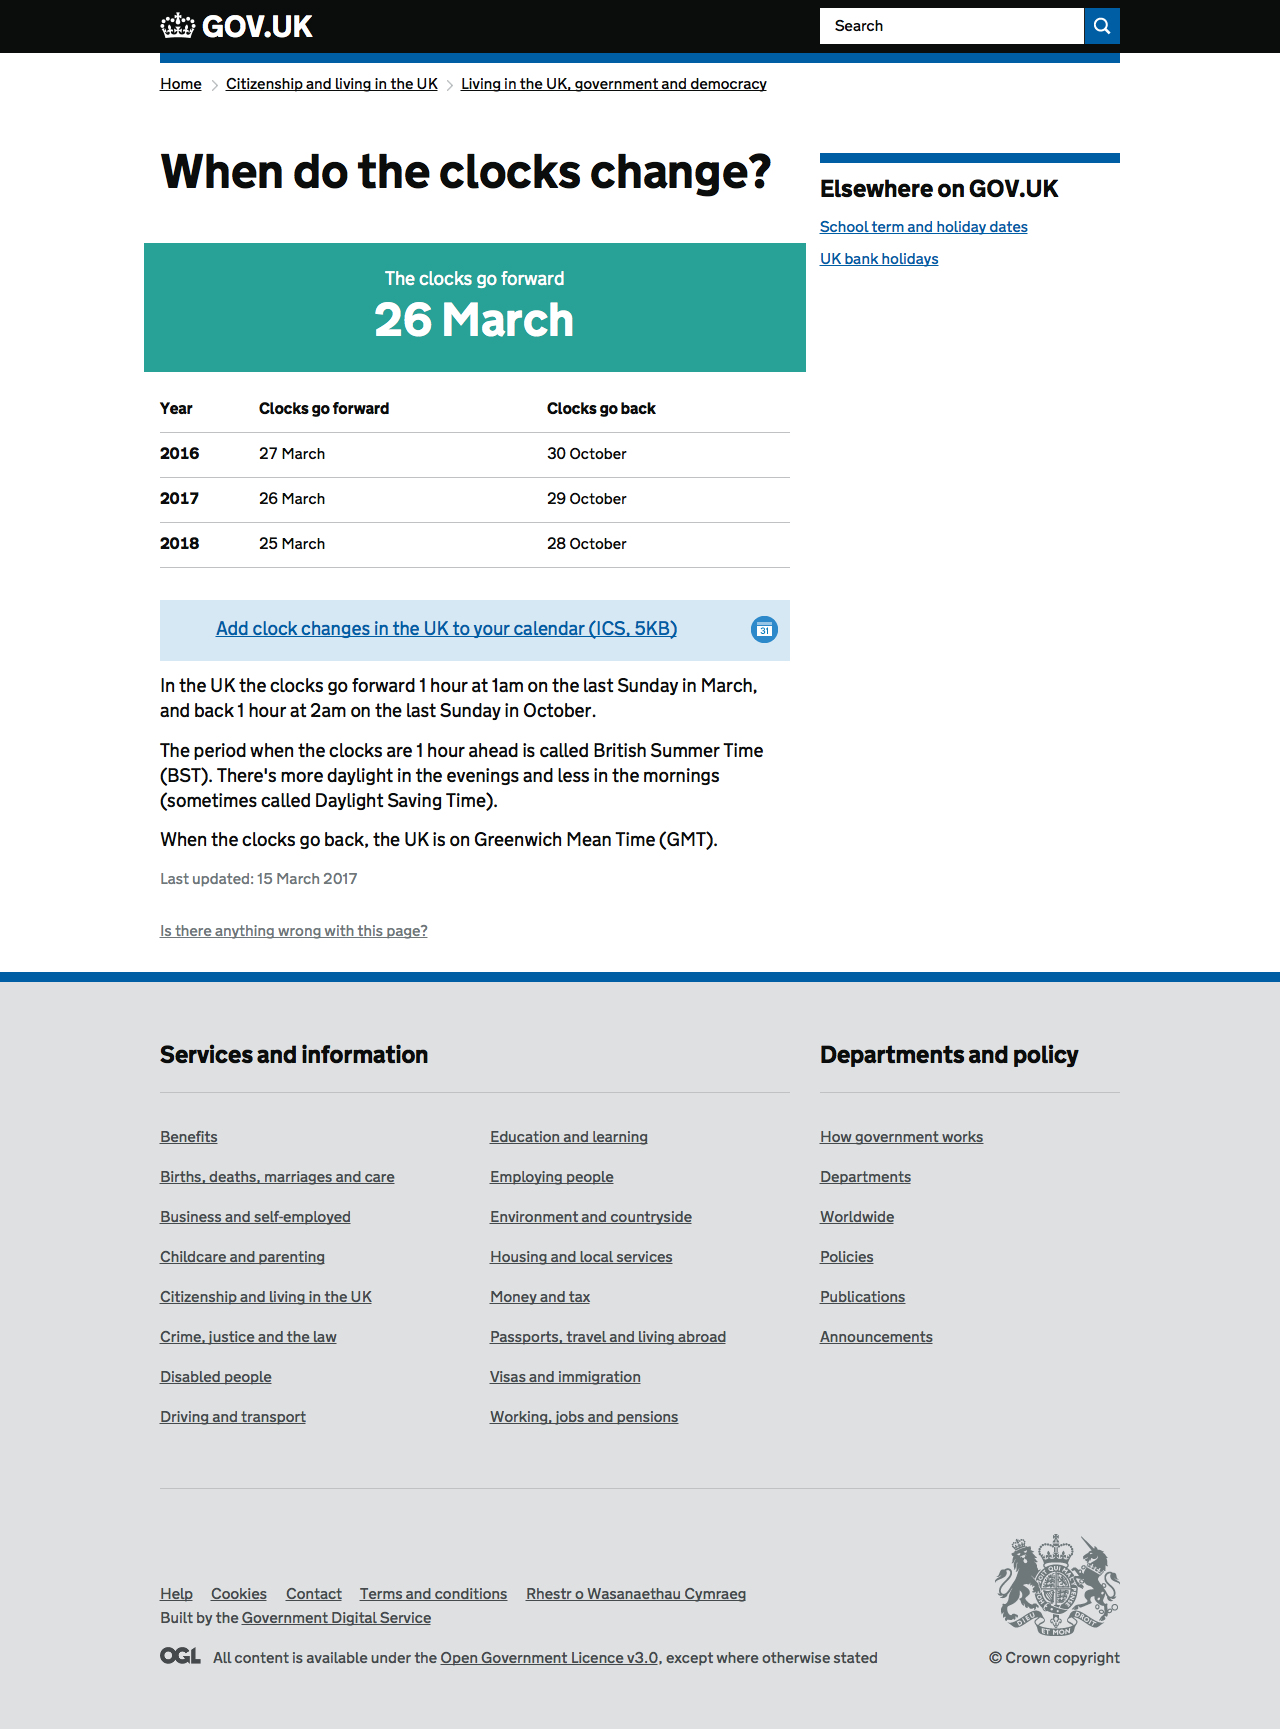 GOV.UK
Search
Home
Citizenship and living in the UK
Living in the UK, government and democracy
When do the clocks change?
The clocks go forward
26 March
Year Clocks go forward Clocks go back
2016 27 March 30 October
2017 26 March 29 October
2018 25 March 28 October
Add clock changes in the UK to your calendar (ICS, 5KB)
31
In the UK the clocks go forward 1 hour at 1am on the last Sunday in March,
and back 1 hour at 2am on the last Sunday in October.
The period when the clocks are 1 hour ahead is called British Summer Time
(BST). There's more daylight in the evenings and less in the mornings
(sometimes called Daylight Saving Time).
When the clocks go back, the UK is on Greenwich Mean Time (GMT).
Last updated: 15 March 2017
Is there anything wrong with this page?
Elsewhere on GOV.UK
School term and holiday dates
UK bank holidays
Services and information
Benefits
Births, deaths, marriages and care
Business and self-employed
Childcare and parenting
Citizenship and living in the UK
Crime, justice and the law
Disabled people
Driving and transport
Education and learning
Employing people
Environment and countryside
Housing and local services
Money and tax
Passports, travel and living abroad
Visas and immigration
Working, jobs and pensions
Departments and policy
How government works
Departments
Worldwide
Policies
Publications
Announcements
Help Cookies Contact Terms and conditions Rhestr o Wasanaethau Cymraeg
Built by the Government Digital Service
OGL All content is available under the Open Government Licence v3.0, except where otherwise stated
DIEU ET MON DROIT
© Crown copyright